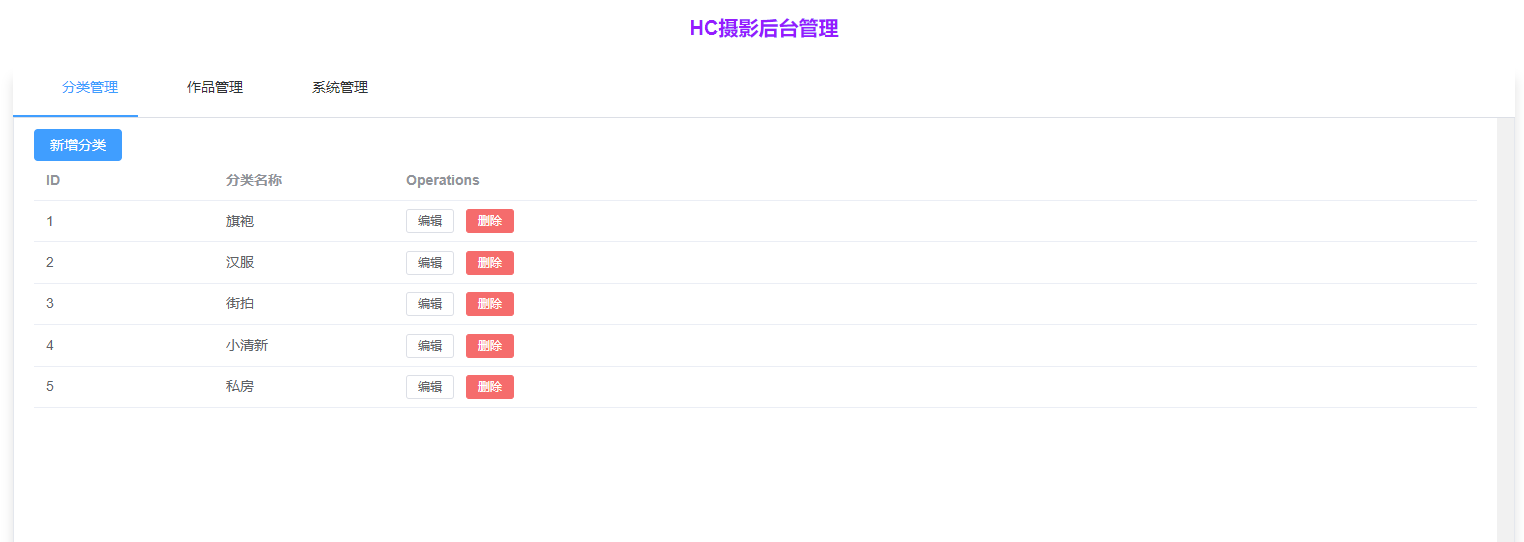 HC摄影后台管理
分类管理 作品管理 系统管理
新增分类
ID 分类名称 Operations
1 旗袍 编辑 删除
2 汉服 编辑 删除
3 街拍 编辑 删除
4 小清新 编辑 删除
5 私房 编辑 删除